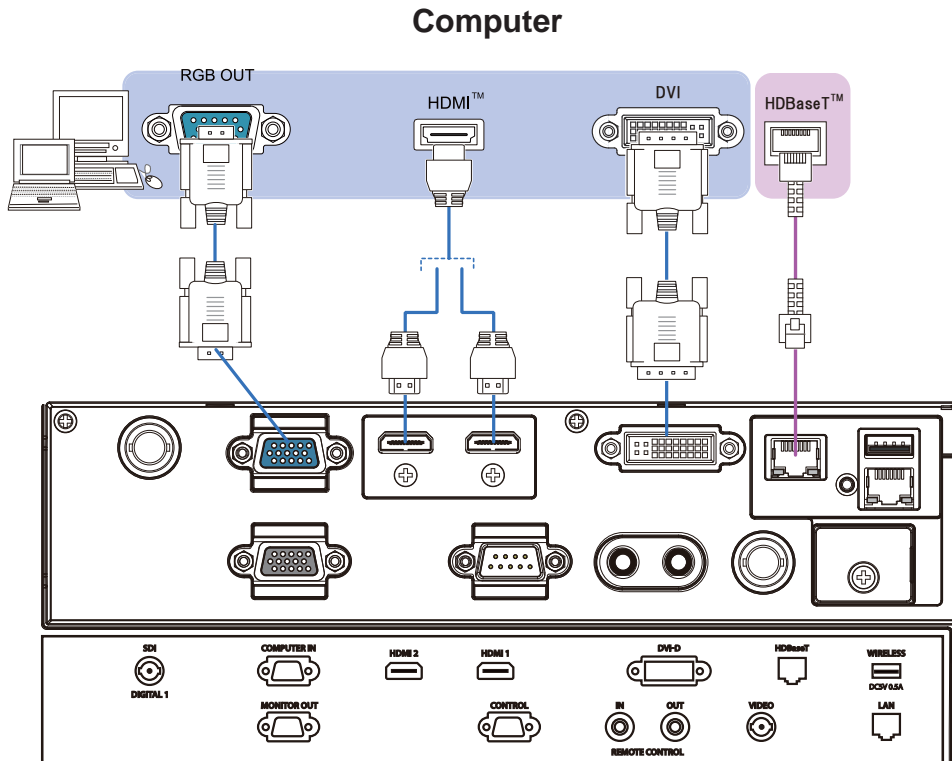 Computer
RGB OUT
HDMI™
DVI
HDBaseT™
SDI
DIGITAL 1
COMPUTER IN
HDMI 2
HDMI 1
DVI-D
HDBaseT
WIRELESS
DC5V 0.5A
MONITOR OUT
CONTROL
IN
OUT
REMOTE CONTROL
VIDEO
LAN